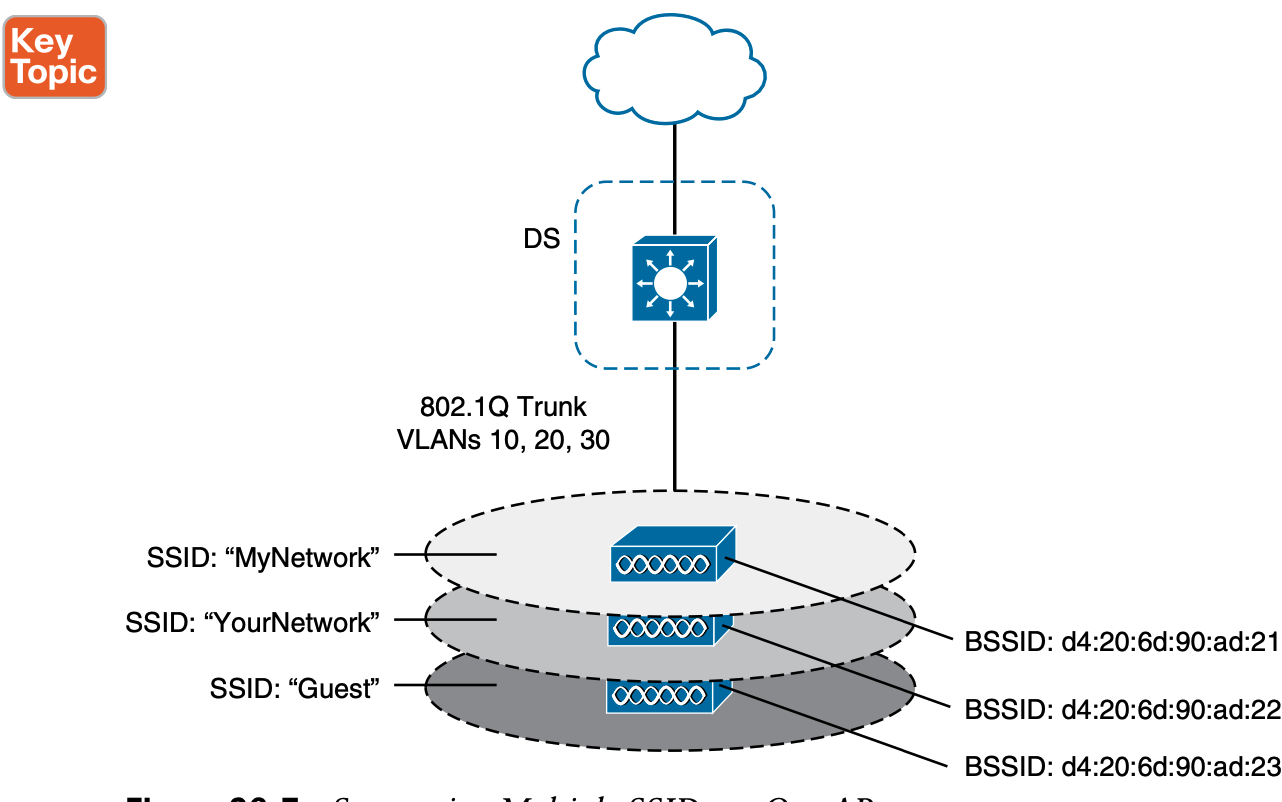 Key
Topic
DS
802.1Q Trunk
VLANs 10, 20, 30
SSID: “MyNetwork”
SSID: “YourNetwork”
SSID: “Guest”
BSSID: d4:20:6d:90:ad:21
BSSID: d4:20:6d:90:ad:22
BSSID: d4:20:6d:90:ad:23